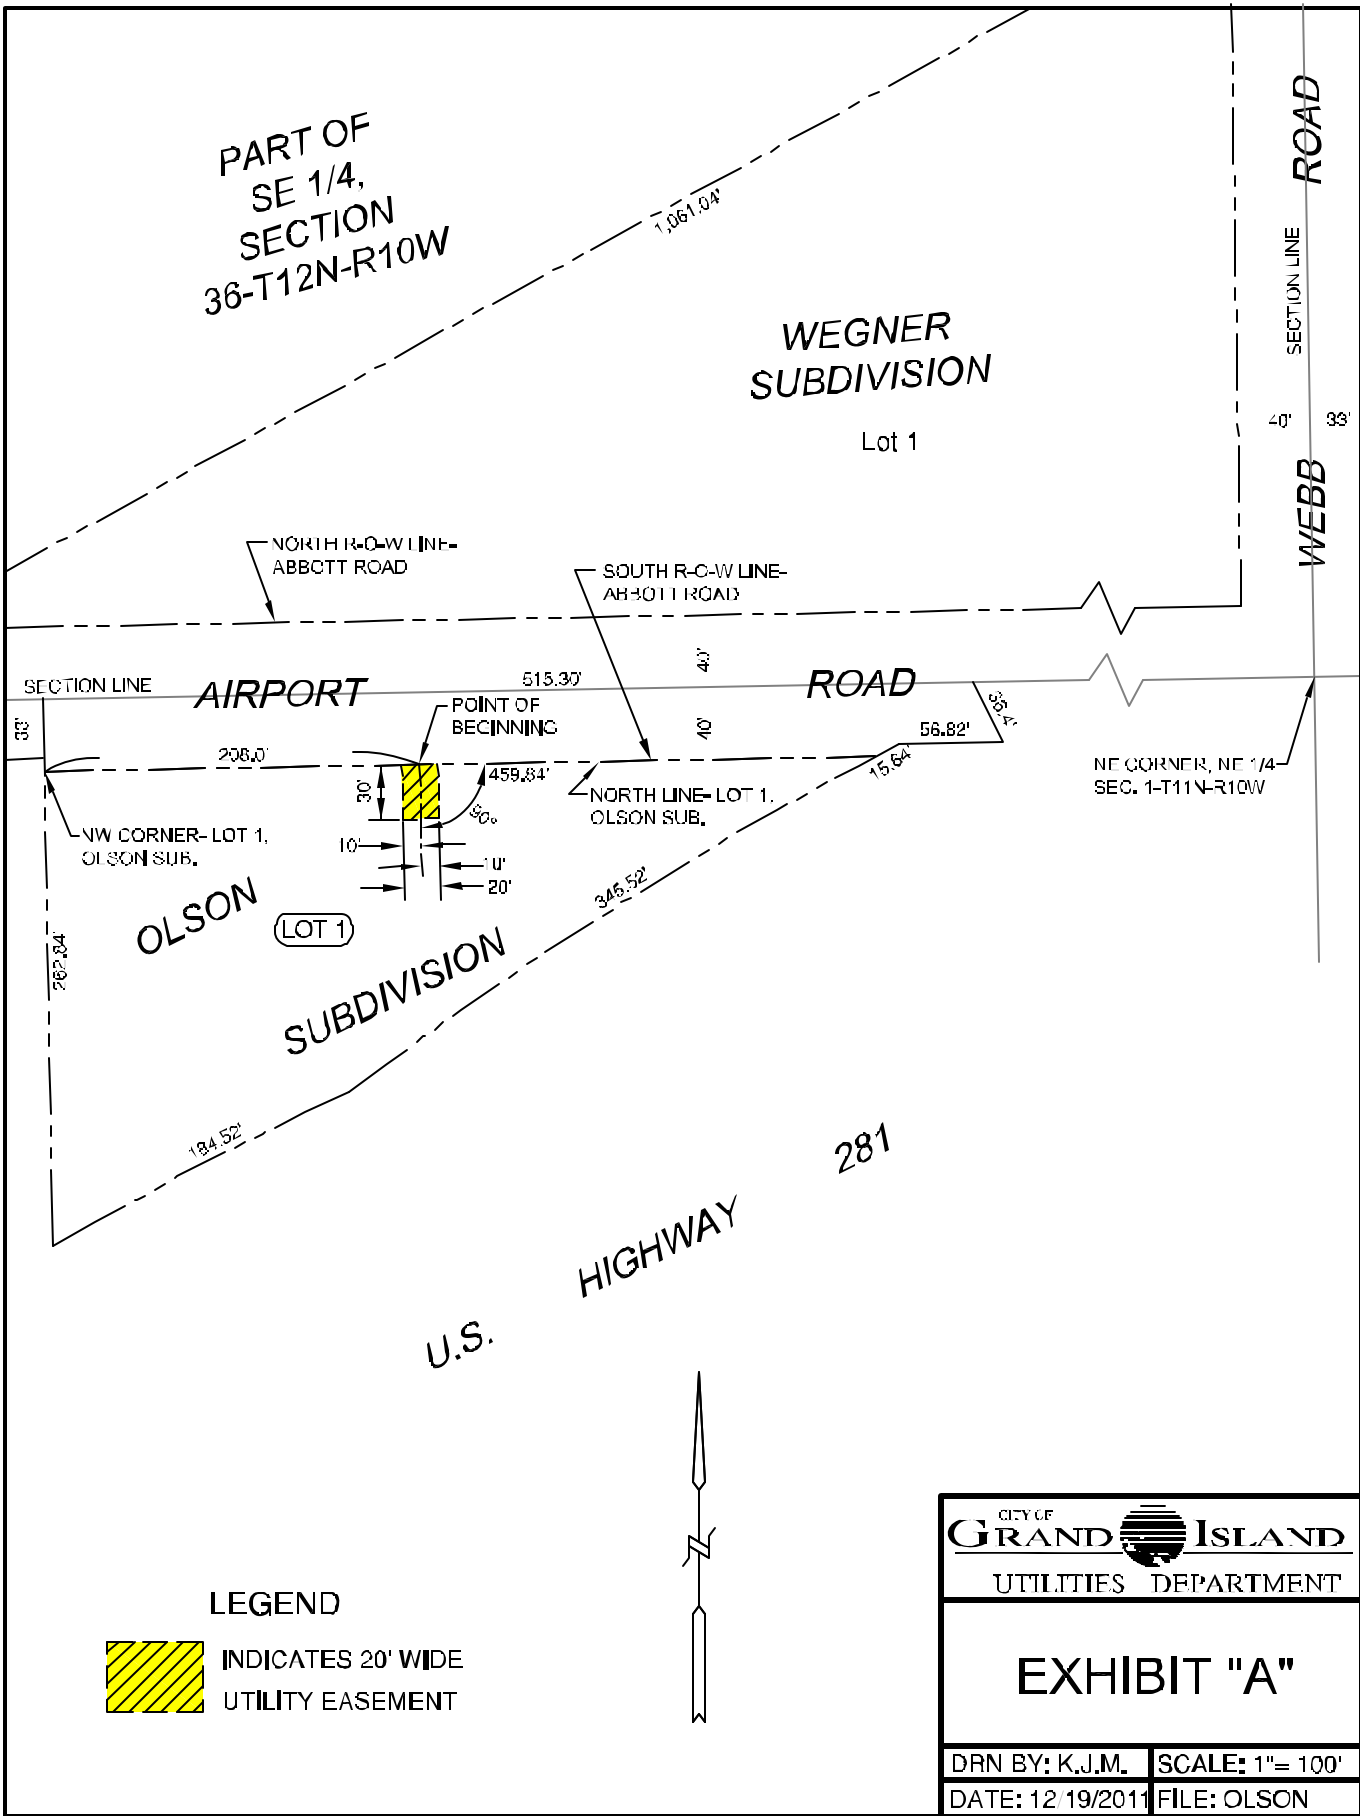 PART OF
SE 1/4,
SECTION
36-T12N-R10W
1,061.04'
WEGNER
SUBDIVISION
Lot 1
ROAD
SECTION LINE
40'
33'
WEBB
NORTH R-O-W LINE-
ABBOTT ROAD
SOUTH R-O-W LINE-
ABBOTT ROAD
SECTION LINE
AIRPORT
515.30'
40'
ROAD
33'
POINT OF
BEGINNING
40'
36.4'
56.82'
208.0'
15.64'
NE CORNER, NE 1/4
SEC. 1-T11N-R10W
30'
459.84'
90°
NORTH LINE- LOT 1,
OLSON SUB.
NW CORNER- LOT 1,
OLSON SUB.
10'
10'
20'
345.52'
OLSON
LOT 1
SUBDIVISION
262.84'
184.52'
281
HIGHWAY
U.S.
LEGEND
INDICATES 20' WIDE
UTILITY EASEMENT
CITY OF
GRAND ISLAND
UTILITIES DEPARTMENT
EXHIBIT "A"
DRN BY: K.J.M.
SCALE: 1"= 100'
DATE: 12/19/2011
FILE: OLSON